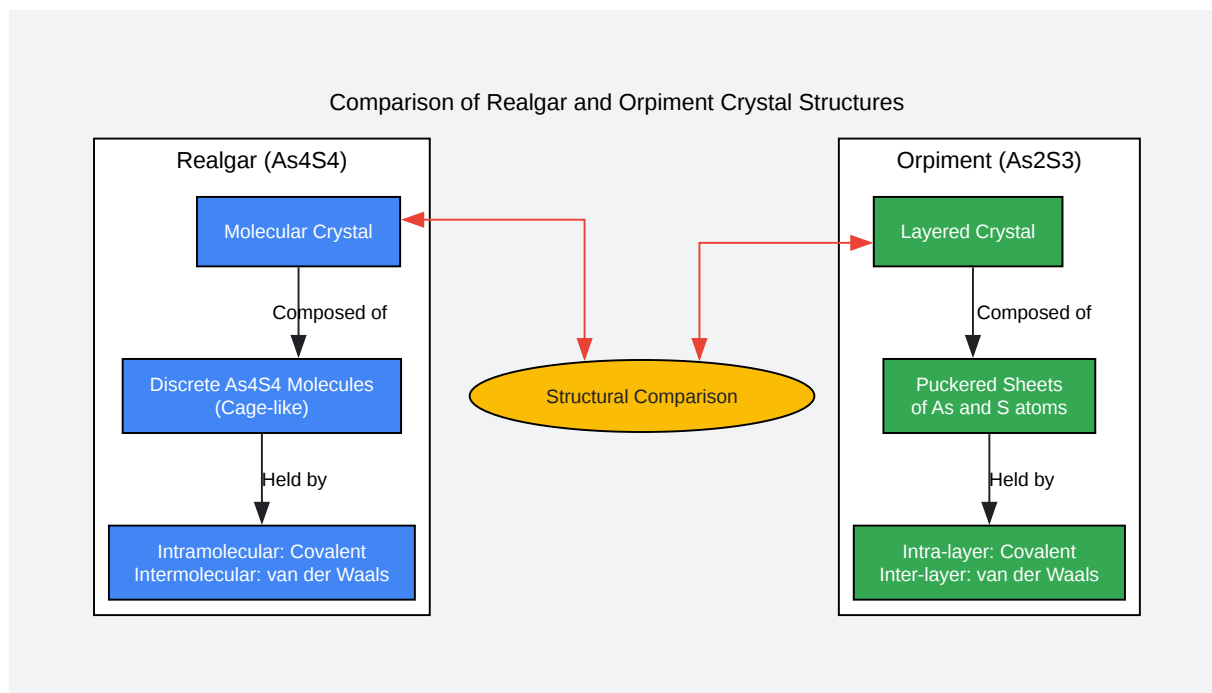 Comparison of Realgar and Orpiment Crystal Structures
Realgar (As4S4)
Molecular Crystal
Composed of
Discrete As4S4 Molecules
(Cage-like)
Held by
Intramolecular: Covalent
Intermolecular: van der Waals
Structural Comparison
Orpiment (As2S3)
Layered Crystal
Composed of
Puckered Sheets
of As and S atoms
Held by
Intra-layer: Covalent
Inter-layer: van der Waals